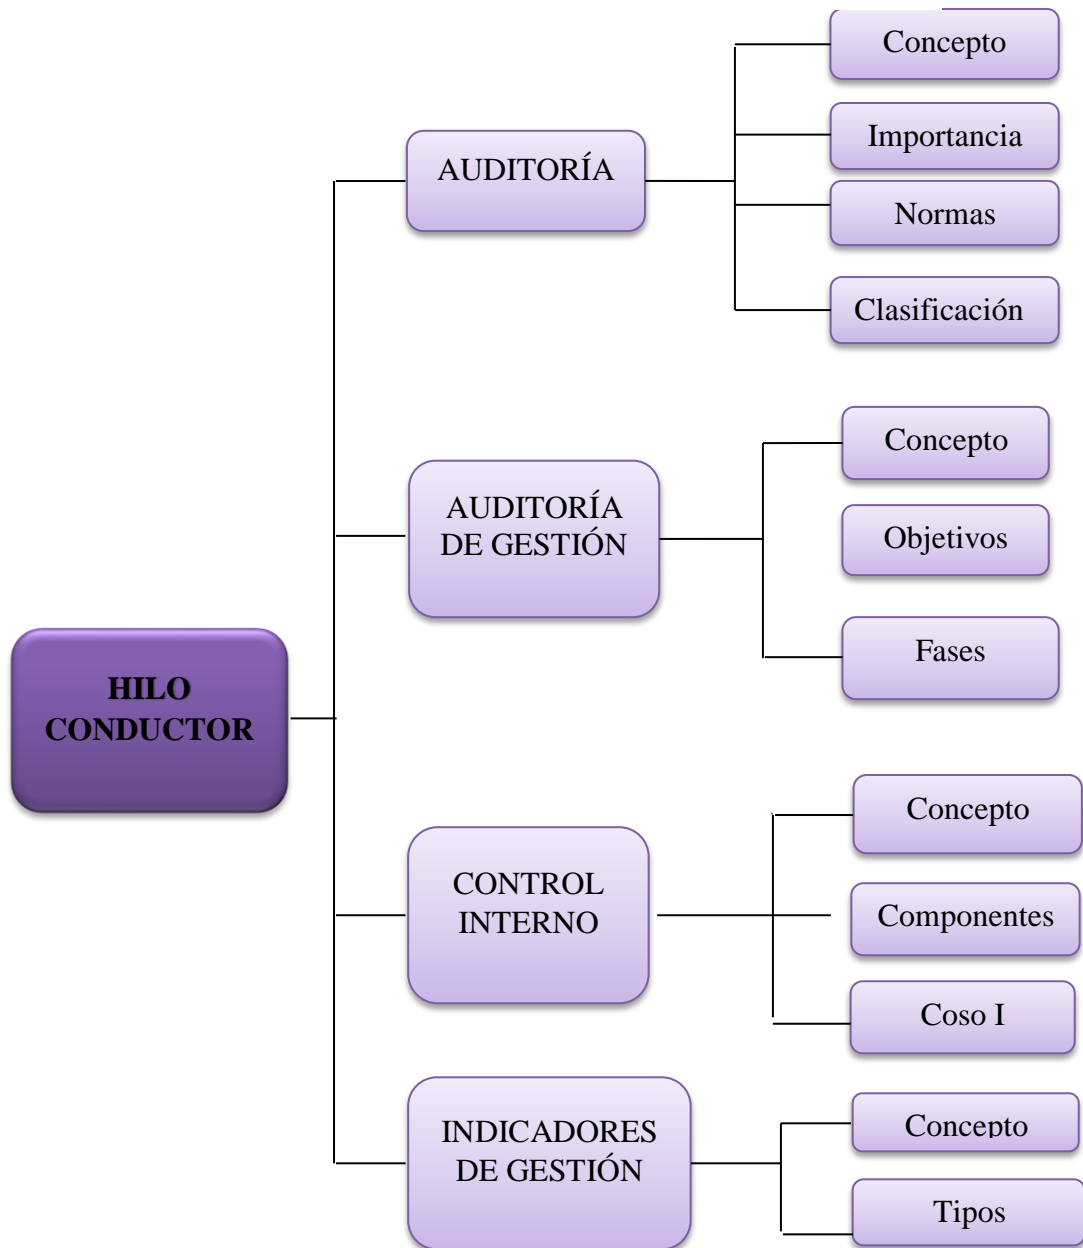 Concepto
Importancia
AUDITORÍA
Normas
Clasificación
Concepto
AUDITORÍA
DE GESTIÓN
Objetivos
Fases
HILO
CONDUCTOR
Concepto
CONTROL
INTERNO
Componentes
Coso I
INDICADORES
DE GESTIÓN
Concepto
Tipos